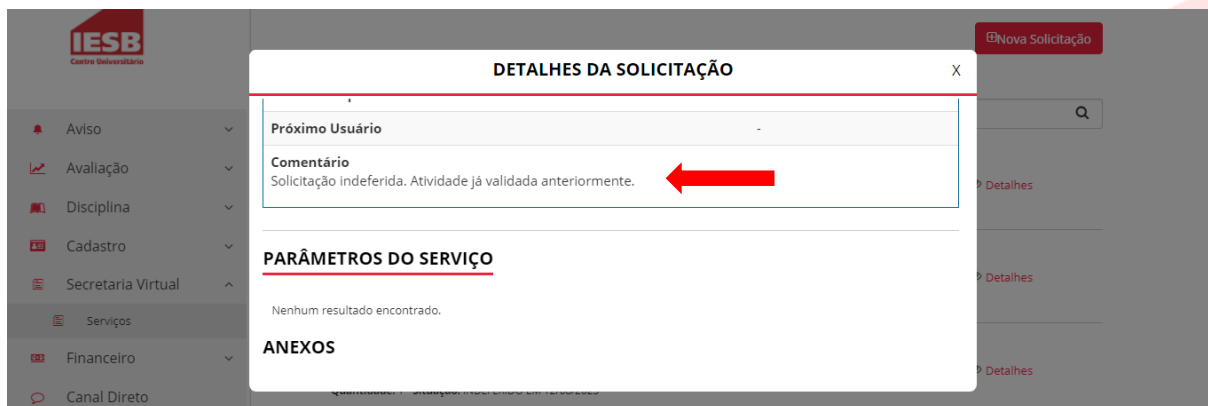 IESB
Centro Universitário
Nova Solicitação
DETALHES DA SOLICITAÇÃO
X
Próximo Usuário -
Comentário
Solicitação indeferida. Atividade já validada anteriormente.
PARÂMETROS DO SERVIÇO
Nenhum resultado encontrado.
ANEXOS
Aviso
Avaliação
Disciplina
Cadastro
Secretaria Virtual
Serviços
Financeiro
Canal Direto
Detalhes
Detalhes
Detalhes